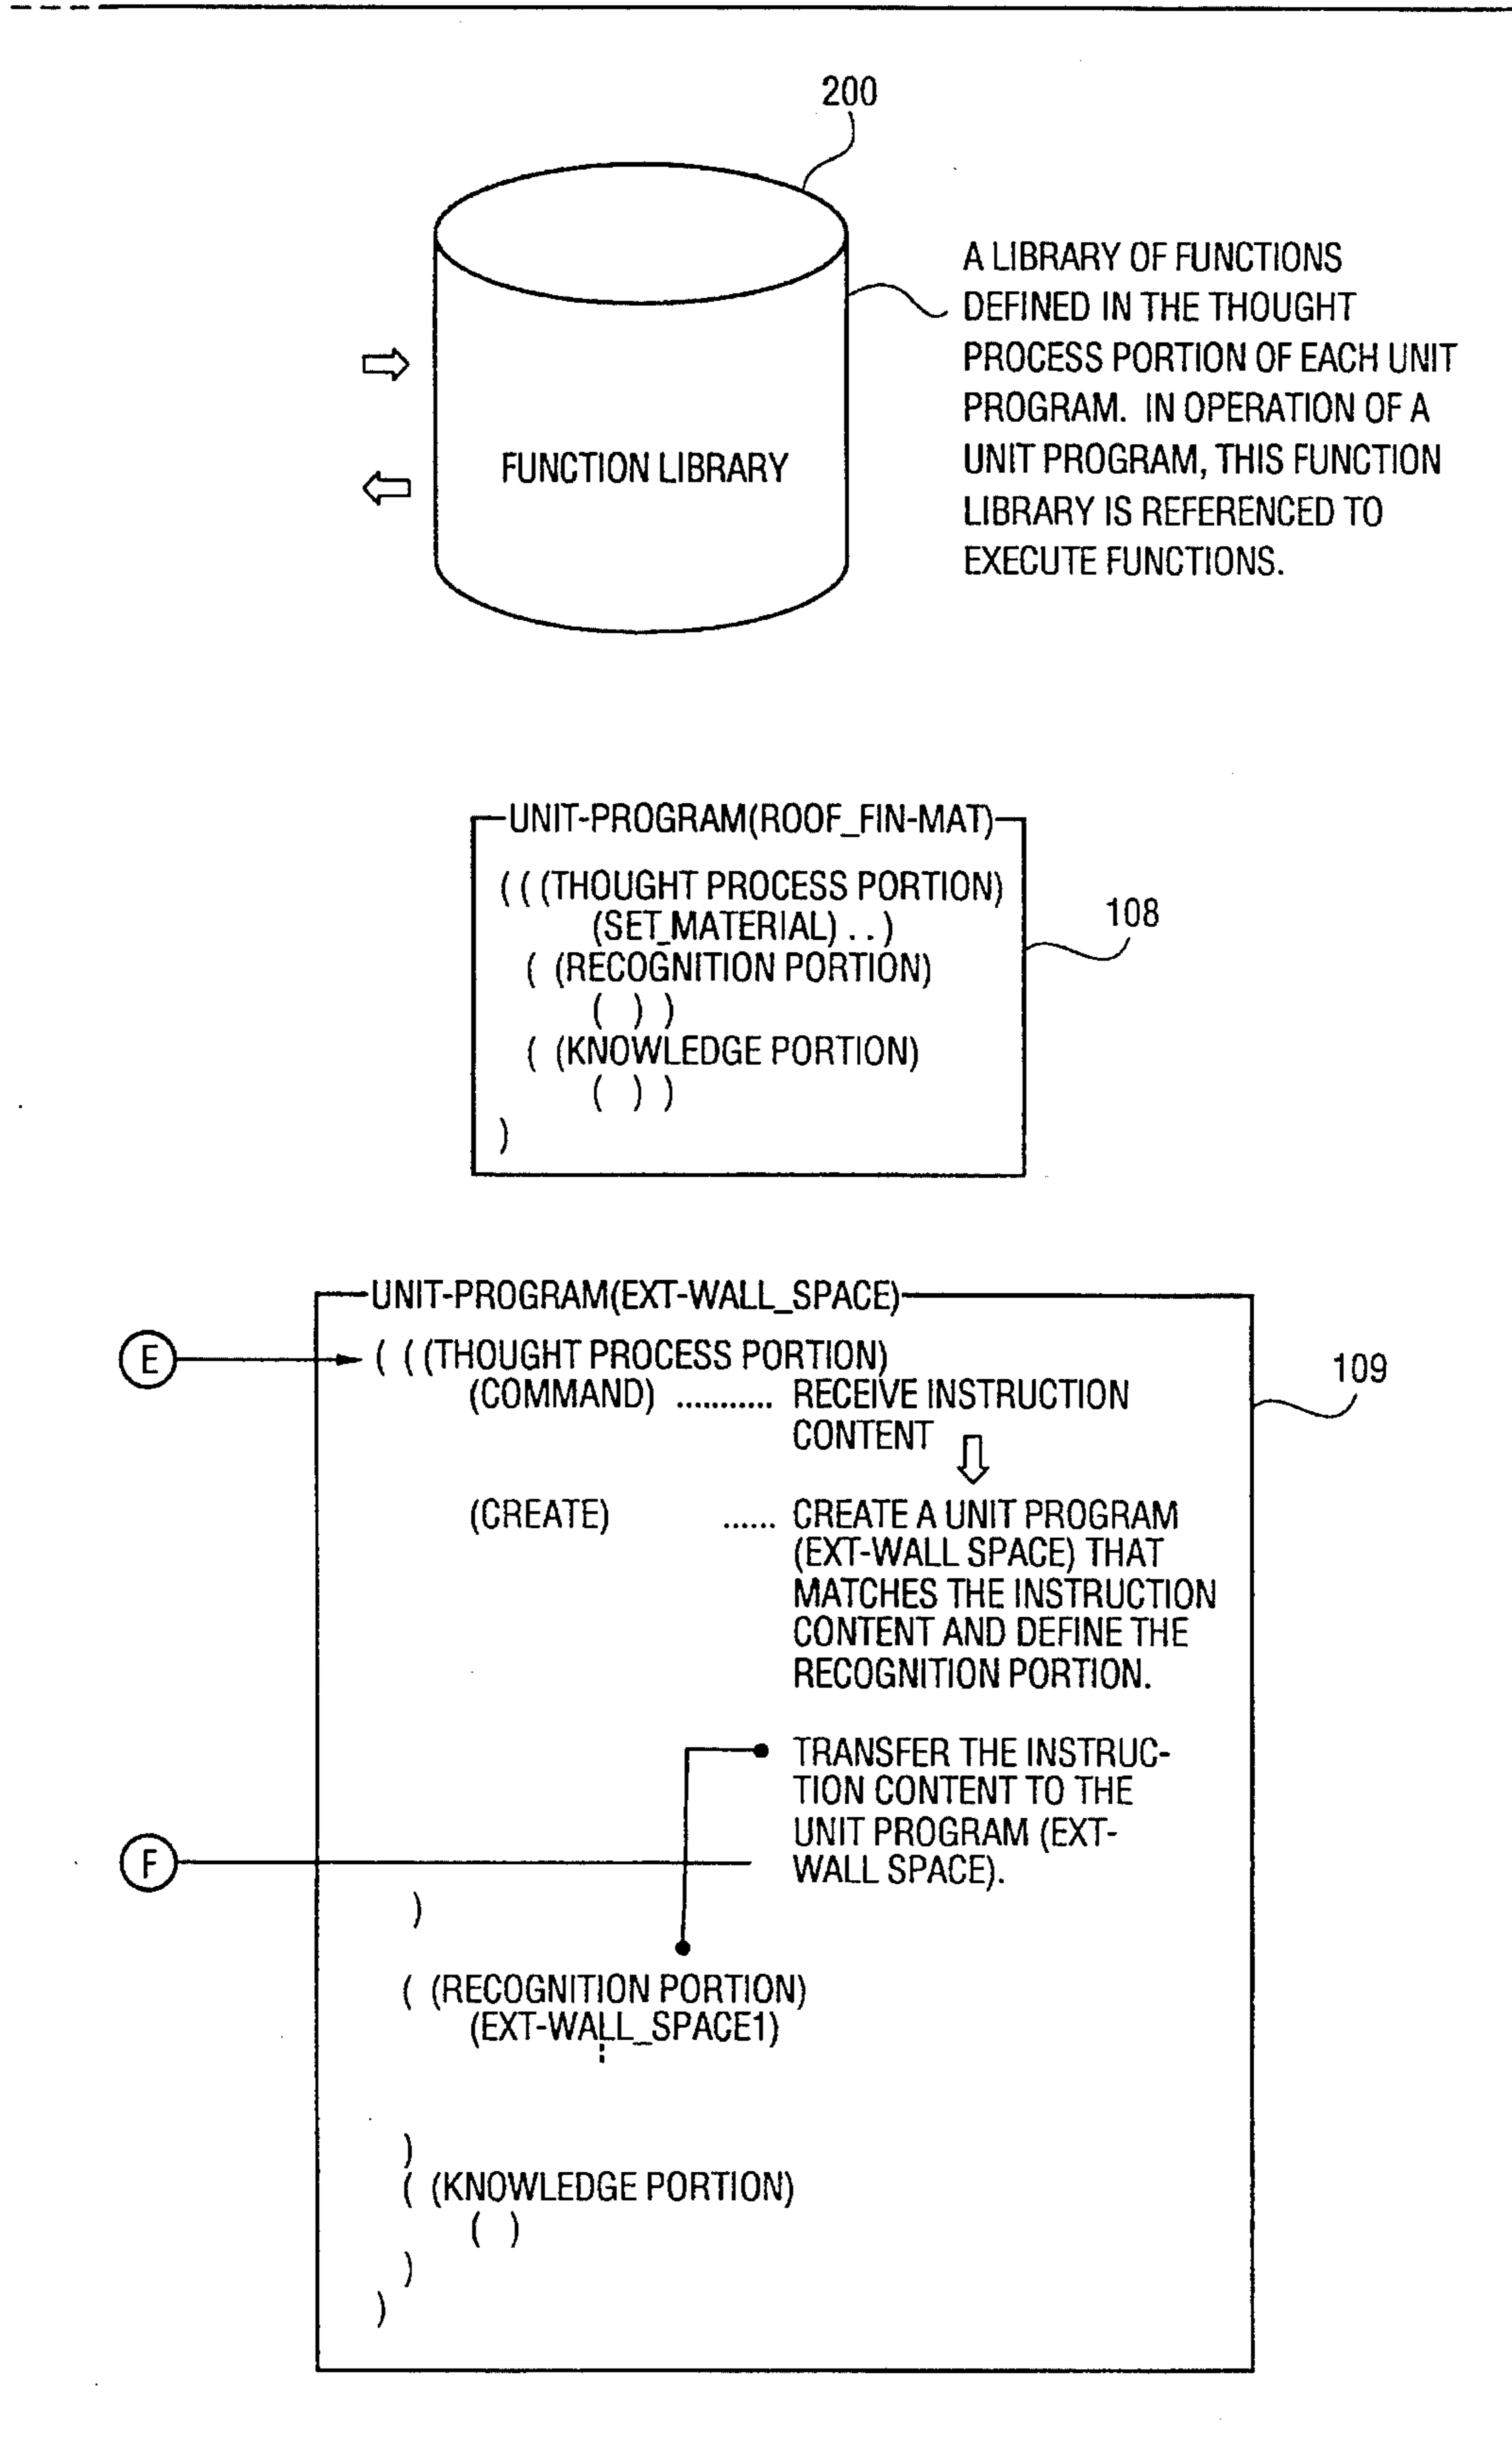 200
A LIBRARY OF FUNCTIONS
DEFINED IN THE THOUGHT
PROCESS PORTION OF EACH UNIT
PROGRAM. IN OPERATION OF A
UNIT PROGRAM, THIS FUNCTION
LIBRARY IS REFERENCED TO
EXECUTE FUNCTIONS.
FUNCTION LIBRARY
UNIT-PROGRAM(ROOF_FIN-MAT)
( ( (THOUGHT PROCESS PORTION)
(SET_MATERIAL) . . )
( (RECOGNITION PORTION)
( ) )
( (KNOWLEDGE PORTION)
( ) )
)
108
UNIT-PROGRAM(EXT-WALL_SPACE)
E
( ( (THOUGHT PROCESS PORTION)
109
(COMMAND) ........... RECEIVE INSTRUCTION
CONTENT
(CREATE) ...... CREATE A UNIT PROGRAM
(EXT-WALL SPACE) THAT
MATCHES THE INSTRUCTION
CONTENT AND DEFINE THE
RECOGNITION PORTION.
TRANSFER THE INSTRUC-
TION CONTENT TO THE
UNIT PROGRAM (EXT-
WALL SPACE).
F
)
( (RECOGNITION PORTION)
(EXT-WALL_SPACE1)
)
( (KNOWLEDGE PORTION)
( )
)
)